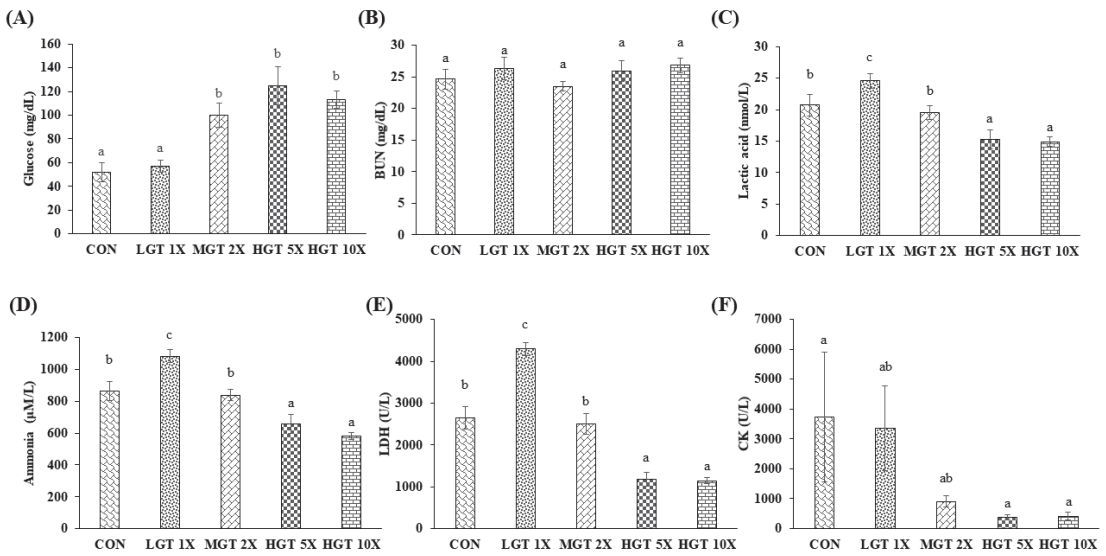 (A)
Glucose (mg/dL)
160
140
120
100
80
60
40
20
0
a
a
b
b
b
CON LGT 1X MGT 2X HGT 5X HGT 10X
(B)
BUN (mg/dL)
30
25
20
15
10
5
0
a
a
a
a
a
CON LGT 1X MGT 2X HGT 5X HGT 10X
(C)
Lactic acid (nmol/L)
30
25
20
15
10
5
0
b
c
b
a
a
CON LGT 1X MGT 2X HGT 5X HGT 10X
(D)
Ammonia (µM/L)
1200
1000
800
600
400
200
0
b
c
b
a
a
CON LGT 1X MGT 2X HGT 5X HGT 10X
(E)
LDH (U/L)
5000
4000
3000
2000
1000
0
b
c
b
a
a
CON LGT 1X MGT 2X HGT 5X HGT 10X
(F)
CK (U/L)
7000
6000
5000
4000
3000
2000
1000
0
a
ab
ab
a
a
CON LGT 1X MGT 2X HGT 5X HGT 10X